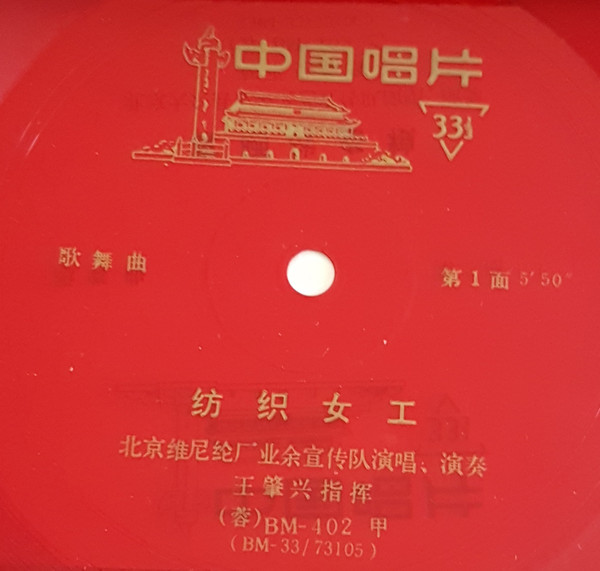 中国唱片
33⅓
歌舞曲
第1面 5′50″
纺织女工
北京维尼纶厂业余宣传队演唱、演奏
王肇兴指挥
(蓉)BM-402 甲
(BM-33/73105)